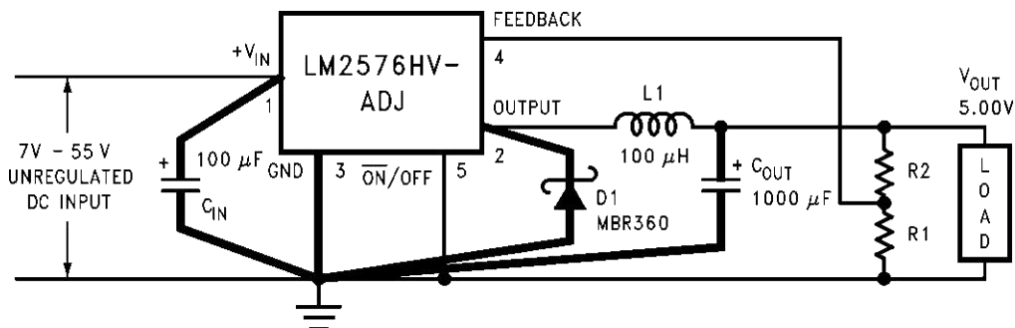 FEEDBACK
+V_IN
LM2576HV-
ADJ
4
1
OUTPUT
L1
V_OUT
5.00V
7V – 55V
UNREGULATED
DC INPUT
+
100 μF
C_IN
GND
3
O̅N̅/OFF
5
2
100 μH
D1
MBR360
+
C_OUT
1000 μF
R2
R1
LOAD